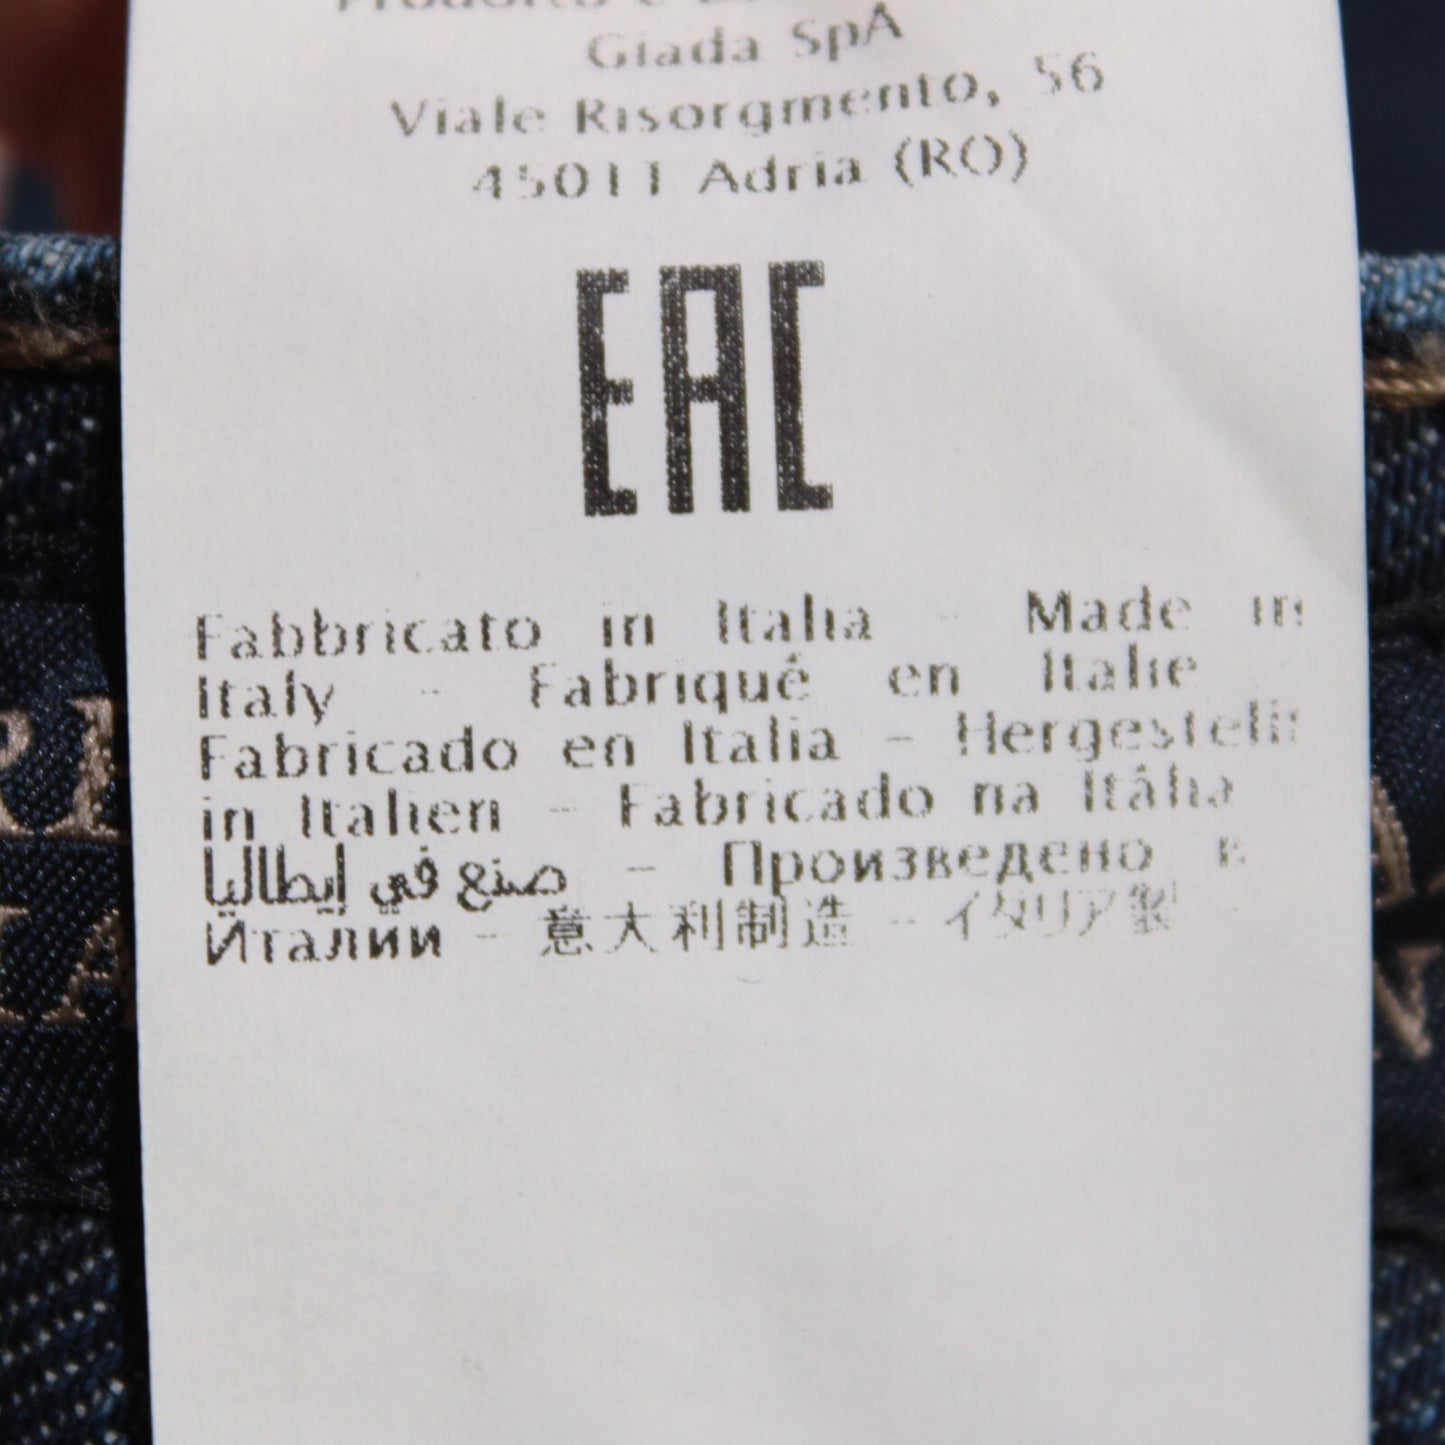 Prodotto e
Giada SpA
Viale Risorgmento, 56
45011 Adria (RO)
EAC
Fabbricato in Italia - Made in
Italy - Fabriqué en Italie
Fabricado en Italia - Hergestellt
in Italien - Fabricado na Itália
صنع في إيطاليا - Произведено в
Италии - 意大利制造 - イタリア製 -